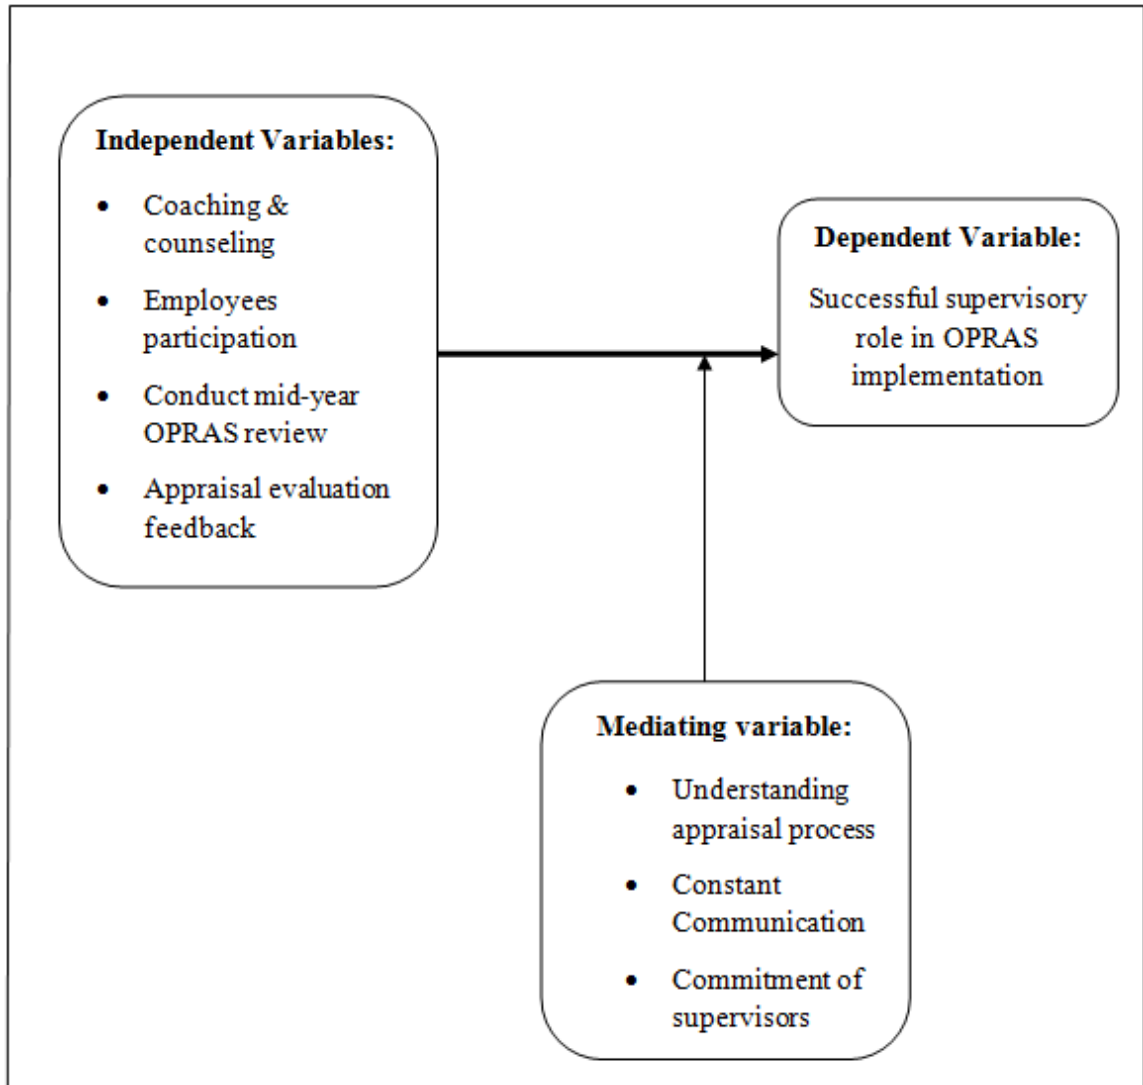 Independent Variables:
• Coaching &
counseling
• Employees
participation
• Conduct mid-year
OPRAS review
• Appraisal evaluation
feedback
Dependent Variable:
Successful supervisory
role in OPRAS
implementation
Mediating variable:
• Understanding
appraisal process
• Constant
Communication
• Commitment of
supervisors